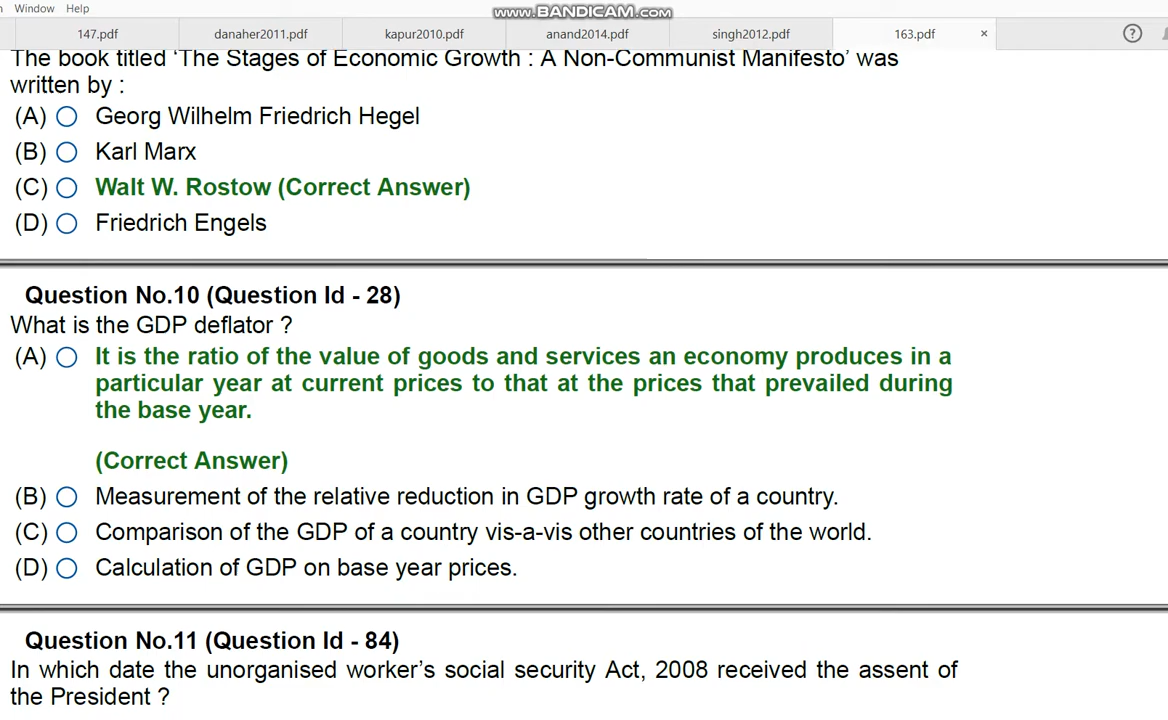 Window Help
www.BANDICAM.com
147.pdf danaher2011.pdf kapur2010.pdf anand2014.pdf singh2012.pdf 163.pdf × ?
The book titled ‘The Stages of Economic Growth : A Non-Communist Manifesto’ was
written by :
(A) Georg Wilhelm Friedrich Hegel
(B) Karl Marx
(C) Walt W. Rostow (Correct Answer)
(D) Friedrich Engels
Question No.10 (Question Id - 28)
What is the GDP deflator ?
(A) It is the ratio of the value of goods and services an economy produces in a
particular year at current prices to that at the prices that prevailed during
the base year.
(Correct Answer)
(B) Measurement of the relative reduction in GDP growth rate of a country.
(C) Comparison of the GDP of a country vis-a-vis other countries of the world.
(D) Calculation of GDP on base year prices.
Question No.11 (Question Id - 84)
In which date the unorganised worker’s social security Act, 2008 received the assent of
the President ?